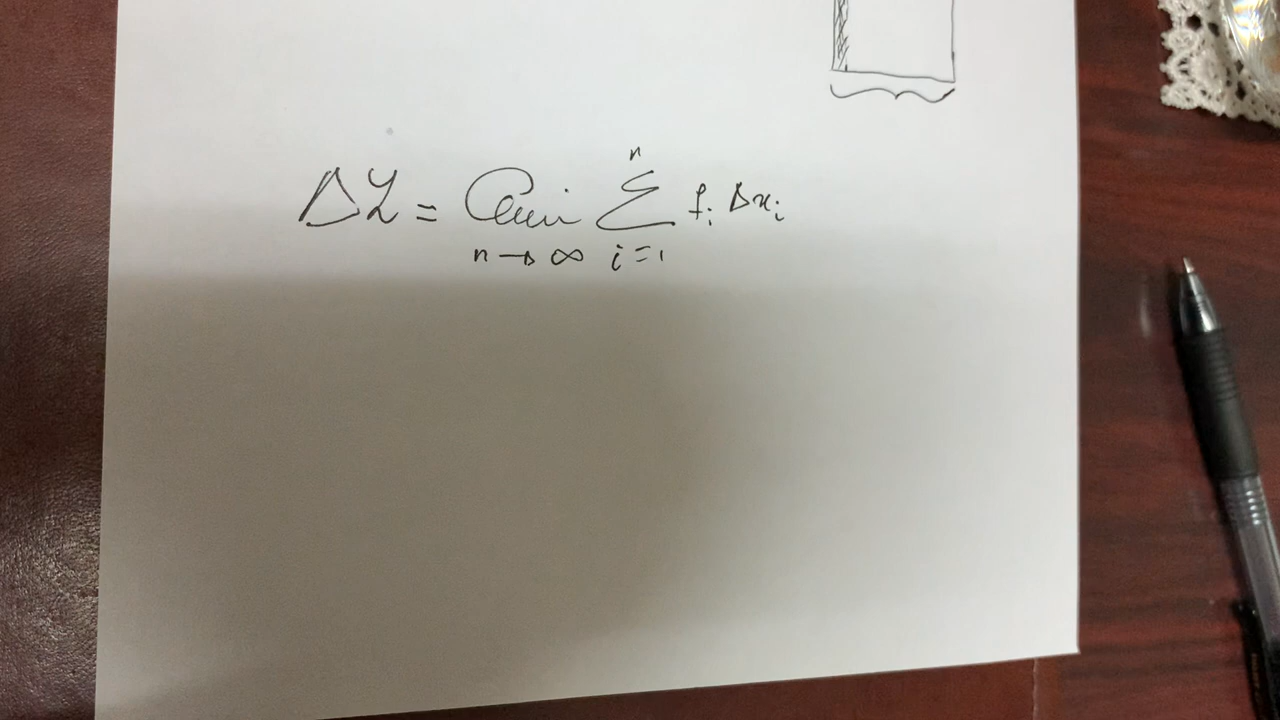 ΔL = lim n→∞ n Σ i=1 fᵢ Δxᵢ